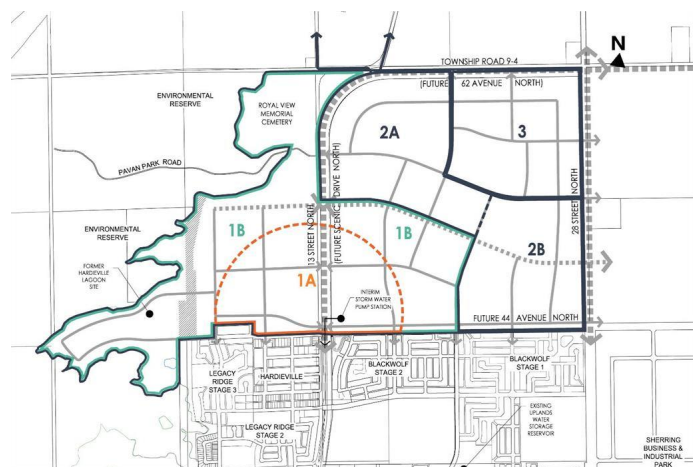 N
TOWNSHIP ROAD 9-4
(FUTURE 62 AVENUE NORTH)
ENVIRONMENTAL
RESERVE
ROYAL VIEW
MEMORIAL
CEMETERY
2A
3
PAVAN PARK ROAD
13 STREET NORTH
(FUTURE SCENIC DRIVE NORTH)
28 STREET NORTH
ENVIRONMENTAL
RESERVE
1B
1B
2B
FORMER
HARDIEVILLE
LAGOON
SITE
1A
INTERIM
STORM WATER
PUMP STATION
FUTURE 44 AVENUE NORTH
LEGACY
RIDGE
STAGE 3
HARDIEVILLE
BLACKWOLF
STAGE 2
BLACKWOLF
STAGE 1
LEGACY RIDGE
STAGE 2
EXISTING
UPLANDS
WATER
STORAGE
RESERVOIR
SHERRING
BUSINESS &
INDUSTRIAL
PARK